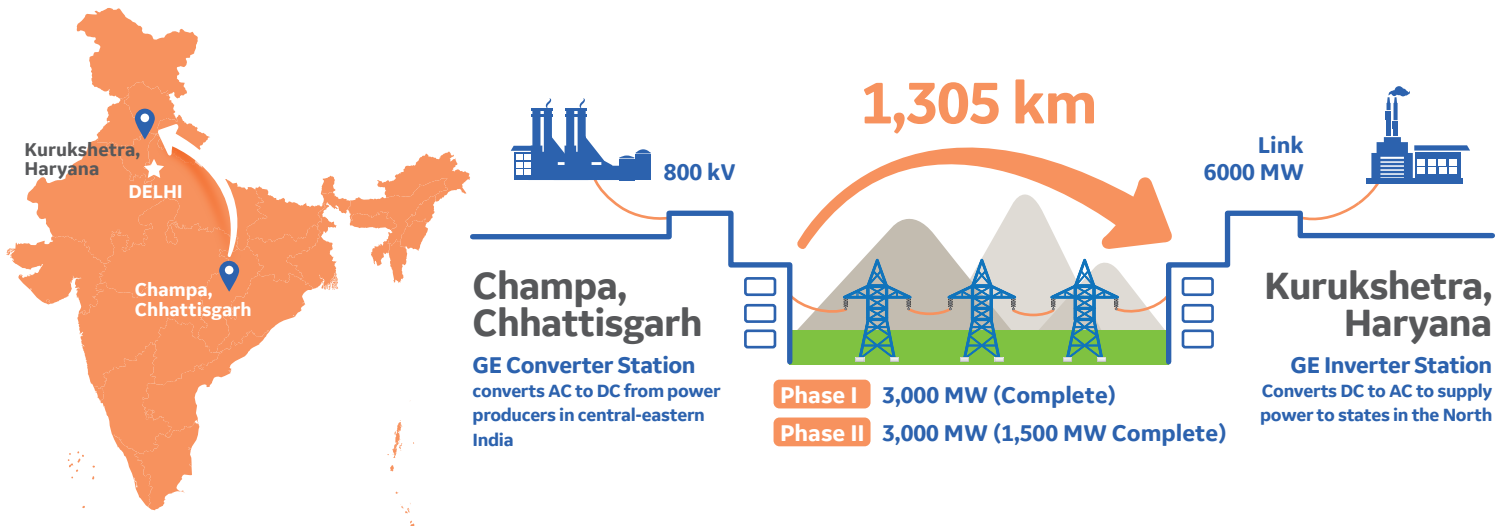 Kurukshetra,
Haryana
DELHI
Champa,
Chhattisgarh
1,305 km
800 kV
Link
6000 MW
Champa,
Chhattisgarh
GE Converter Station
converts AC to DC from power
producers in central-eastern
India
Phase I 3,000 MW (Complete)
Phase II 3,000 MW (1,500 MW Complete)
Kurukshetra,
Haryana
GE Inverter Station
Converts DC to AC to supply
power to states in the North